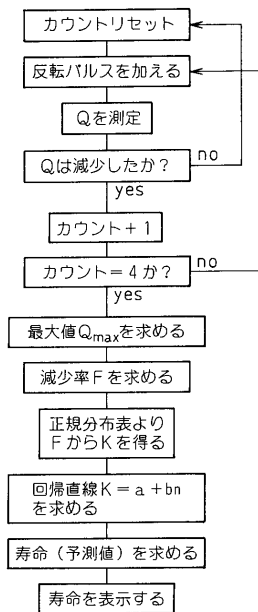 カウントリセット
反転パルスを加える
Qを測定
Qは減少したか？
no
yes
カウント+1
カウント=4か？
no
yes
最大値Qmaxを求める
減少率Fを求める
正規分布表より
FからKを得る
回帰直線K=a+bn
を求める
寿命（予測値）を求める
寿命を表示する